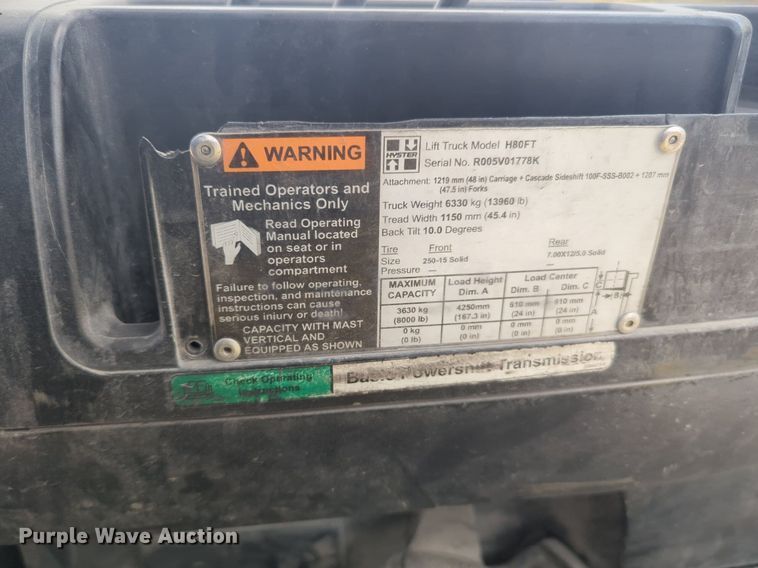 WARNING
Trained Operators and
Mechanics Only
Read Operating
Manual located
on seat or in
operators
compartment
Failure to follow operating,
inspection, and maintenance
instructions can cause
serious injury or death!
CAPACITY WITH MAST
VERTICAL AND
EQUIPPED AS SHOWN
HYSTER
Lift Truck Model H80FT
Serial No. R005V01778K
Attachment: 1219 mm (48 in) Carriage + Cascade Sideshift 100F-SSS-B002 + 1207 mm
(47.5 in) Forks
Truck Weight 6330 kg (13960 lb)
Tread Width 1150 mm (45.4 in)
Back Tilt 10.0 Degrees
Tire Front Rear
Size 250-15 Solid 7.00X12/5.0 Solid
Pressure — —
MAXIMUM CAPACITY Load Height Dim. A Load Center Dim. B Dim. C
3630 kg (8000 lb) 4250mm (167.3 in) 610 mm (24 in) 610 mm (24 in)
0 kg (0 lb) 0 mm (0 in) 0 mm (0 in) 0 mm (0 in)
C
B
A
Check Operating
Instructions
Basic Powershift Transmission
Purple Wave Auction